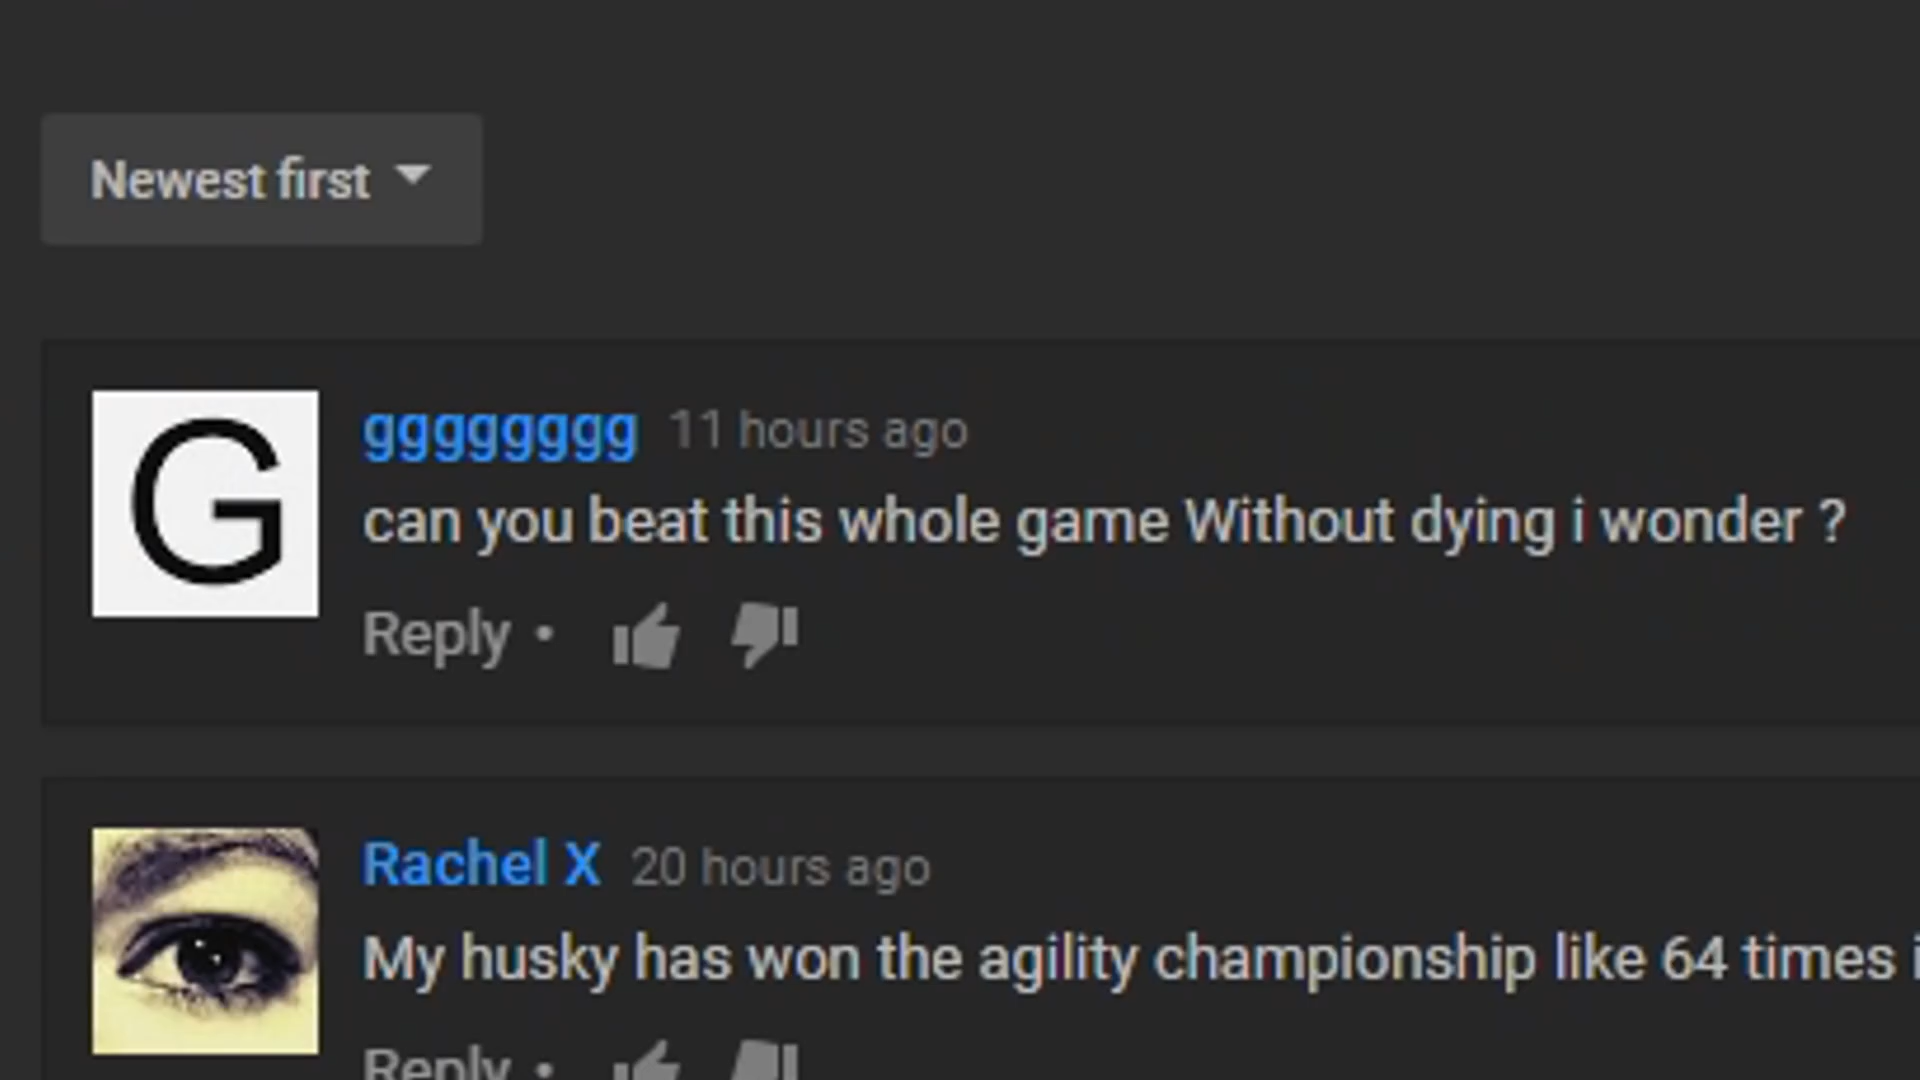 Newest first
G
gggggggg 11 hours ago
can you beat this whole game Without dying i wonder ?
Reply •
Rachel X 20 hours ago
My husky has won the agility championship like 64 times i
Reply •